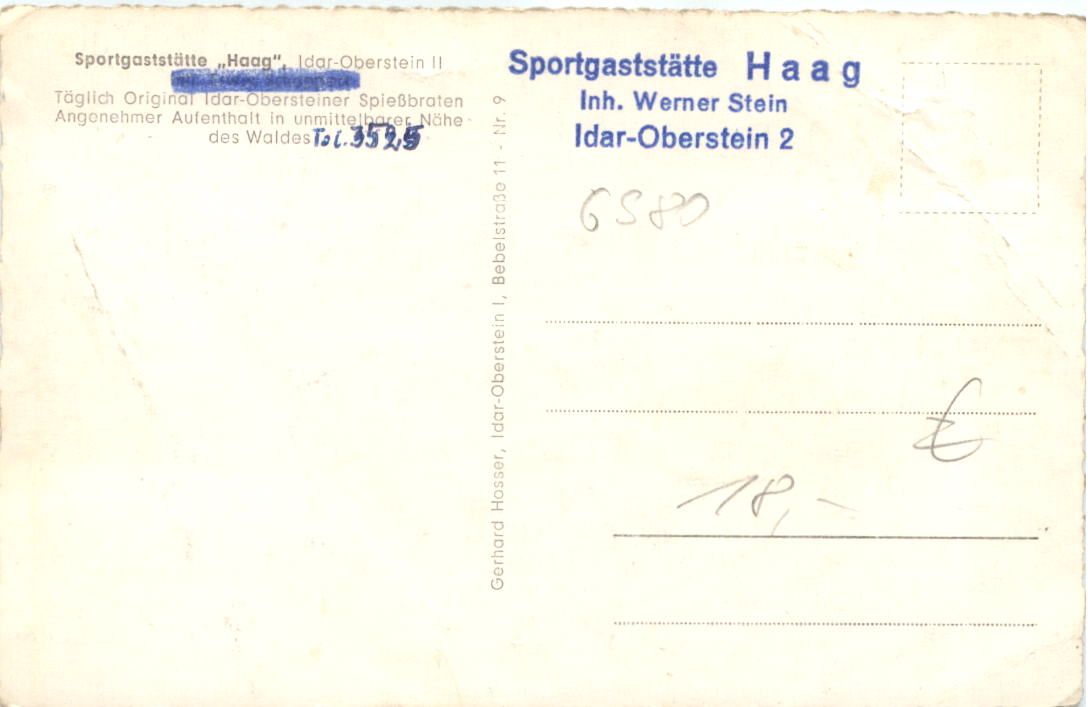 Sportgaststätte „Haag", Idar-Oberstein II
Täglich Original Idar-Obersteiner Spießbraten
Angenehmer Aufenthalt in unmittelbarer Nähe
des Waldes Tel. 3525
Gerhard Hosser, Idar-Oberstein I, Bebelstraße 11 - Nr. 9
Sportgaststätte Haag
Inh. Werner Stein
Idar-Oberstein 2
6580
18,-